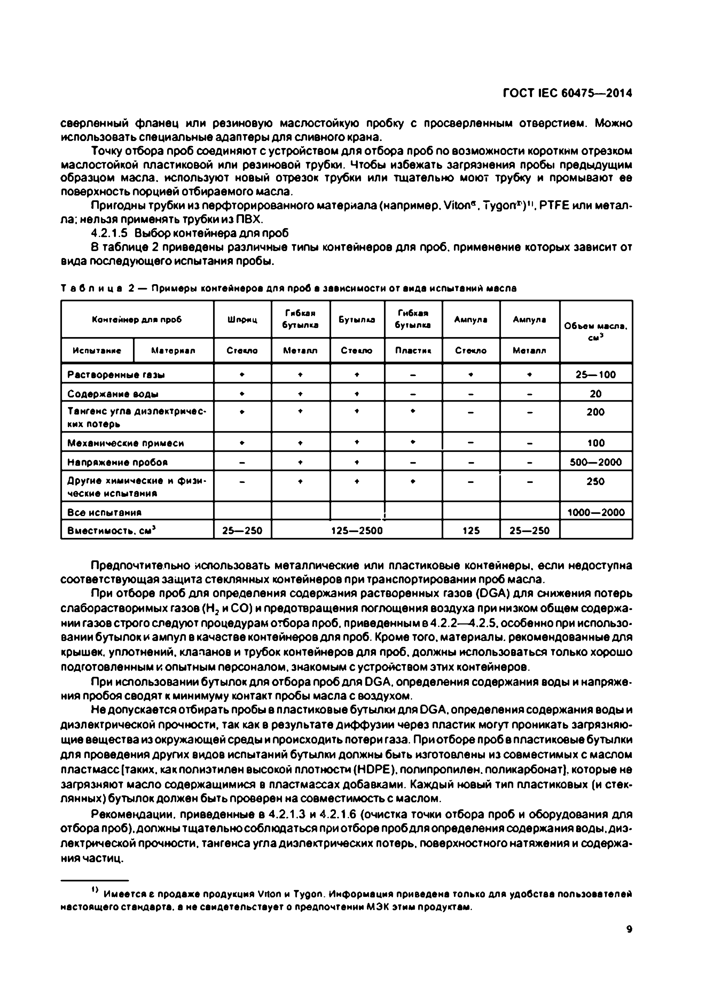 ГОСТ IEC 60475—2014
сверленный фланец или резиновую маслостойкую пробку с просверленным отверстием. Можно
использовать специальные адаптеры для сливного крана.
Точку отбора проб соединяют с устройством для отбора проб по возможности коротким отрезком
маслостойкой пластиковой или резиновой трубки. Чтобы избежать загрязнения пробы предыдущим
образцом масла, используют новый отрезок трубки или тщательно моют трубку и промывают ее
поверхность порцией отбираемого масла.
Пригодны трубки из перфторированного материала (например, Viton®, Tygon®)¹⁾, PTFE или метал-
ла; нельзя применять трубки из ПВХ.
4.2.1.5 Выбор контейнера для проб
В таблице 2 приведены различные типы контейнеров для проб, применение которых зависит от
вида последующего испытания пробы.
Таблица 2 — Примеры контейнеров для проб в зависимости от вида испытаний масла
Контейнер для проб | Шприц | Гибкая бутылка | Бутылка | Гибкая бутылка | Ампула | Ампула | Объем масла, см³
Испытание | Материал | Стекло | Металл | Стекло | Пластик | Стекло | Металл
Растворенные газы + + + – + + 25—100
Содержание воды + + + – – – 20
Тангенс угла диэлектричес- + + + + – – 200
ких потерь
Механические примеси + + + + – – 100
Напряжение пробоя – + + – – – 500—2000
Другие химические и физи- – + + + – – 250
ческие испытания
Все испытания 1000—2000
Вместимость, см³ 25—250 125—2500 125 25—250
Предпочтительно использовать металлические или пластиковые контейнеры, если недоступна
соответствующая защита стеклянных контейнеров при транспортировании проб масла.
При отборе проб для определения содержания растворенных газов (DGA) для снижения потерь
слаборастворимых газов (H₂ и CO) и предотвращения поглощения воздуха при низком общем содержа-
нии газов строго следуют процедурам отбора проб, приведенным в 4.2.2—4.2.5, особенно при использо-
вании бутылок и ампул в качестве контейнеров для проб. Кроме того, материалы, рекомендованные для
крышек, уплотнений, клапанов и трубок контейнеров для проб, должны использоваться только хорошо
подготовленным и опытным персоналом, знакомым с устройством этих контейнеров.
При использовании бутылок для отбора проб для DGA, определения содержания воды и напряже-
ния пробоя сводят к минимуму контакт пробы масла с воздухом.
Не допускается отбирать пробы в пластиковые бутылки для DGA, определения содержания воды и
диэлектрической прочности, так как в результате диффузии через пластик могут проникать загрязняю-
щие вещества из окружающей среды и происходить потери газа. При отборе проб в пластиковые бутылки
для проведения других видов испытаний бутылки должны быть изготовлены из совместимых с маслом
пластмасс [таких, как полиэтилен высокой плотности (HDPE), полипропилен, поликарбонат], которые не
загрязняют масло содержащимися в пластмассах добавками. Каждый новый тип пластиковых (и стек-
лянных) бутылок должен быть проверен на совместимость с маслом.
Рекомендации, приведенные в 4.2.1.3 и 4.2.1.6 (очистка точки отбора проб и оборудования для
отбора проб), должны тщательно соблюдаться при отборе проб для определения содержания воды, диэ-
лектрической прочности, тангенса угла диэлектрических потерь, поверхностного натяжения и содержа-
ния частиц.
¹⁾ Имеется в продаже продукция Viton и Tygon. Информация приведена только для удобства пользователей
настоящего стандарта, а не свидетельствует о предпочтении МЭК этим продуктам.
9